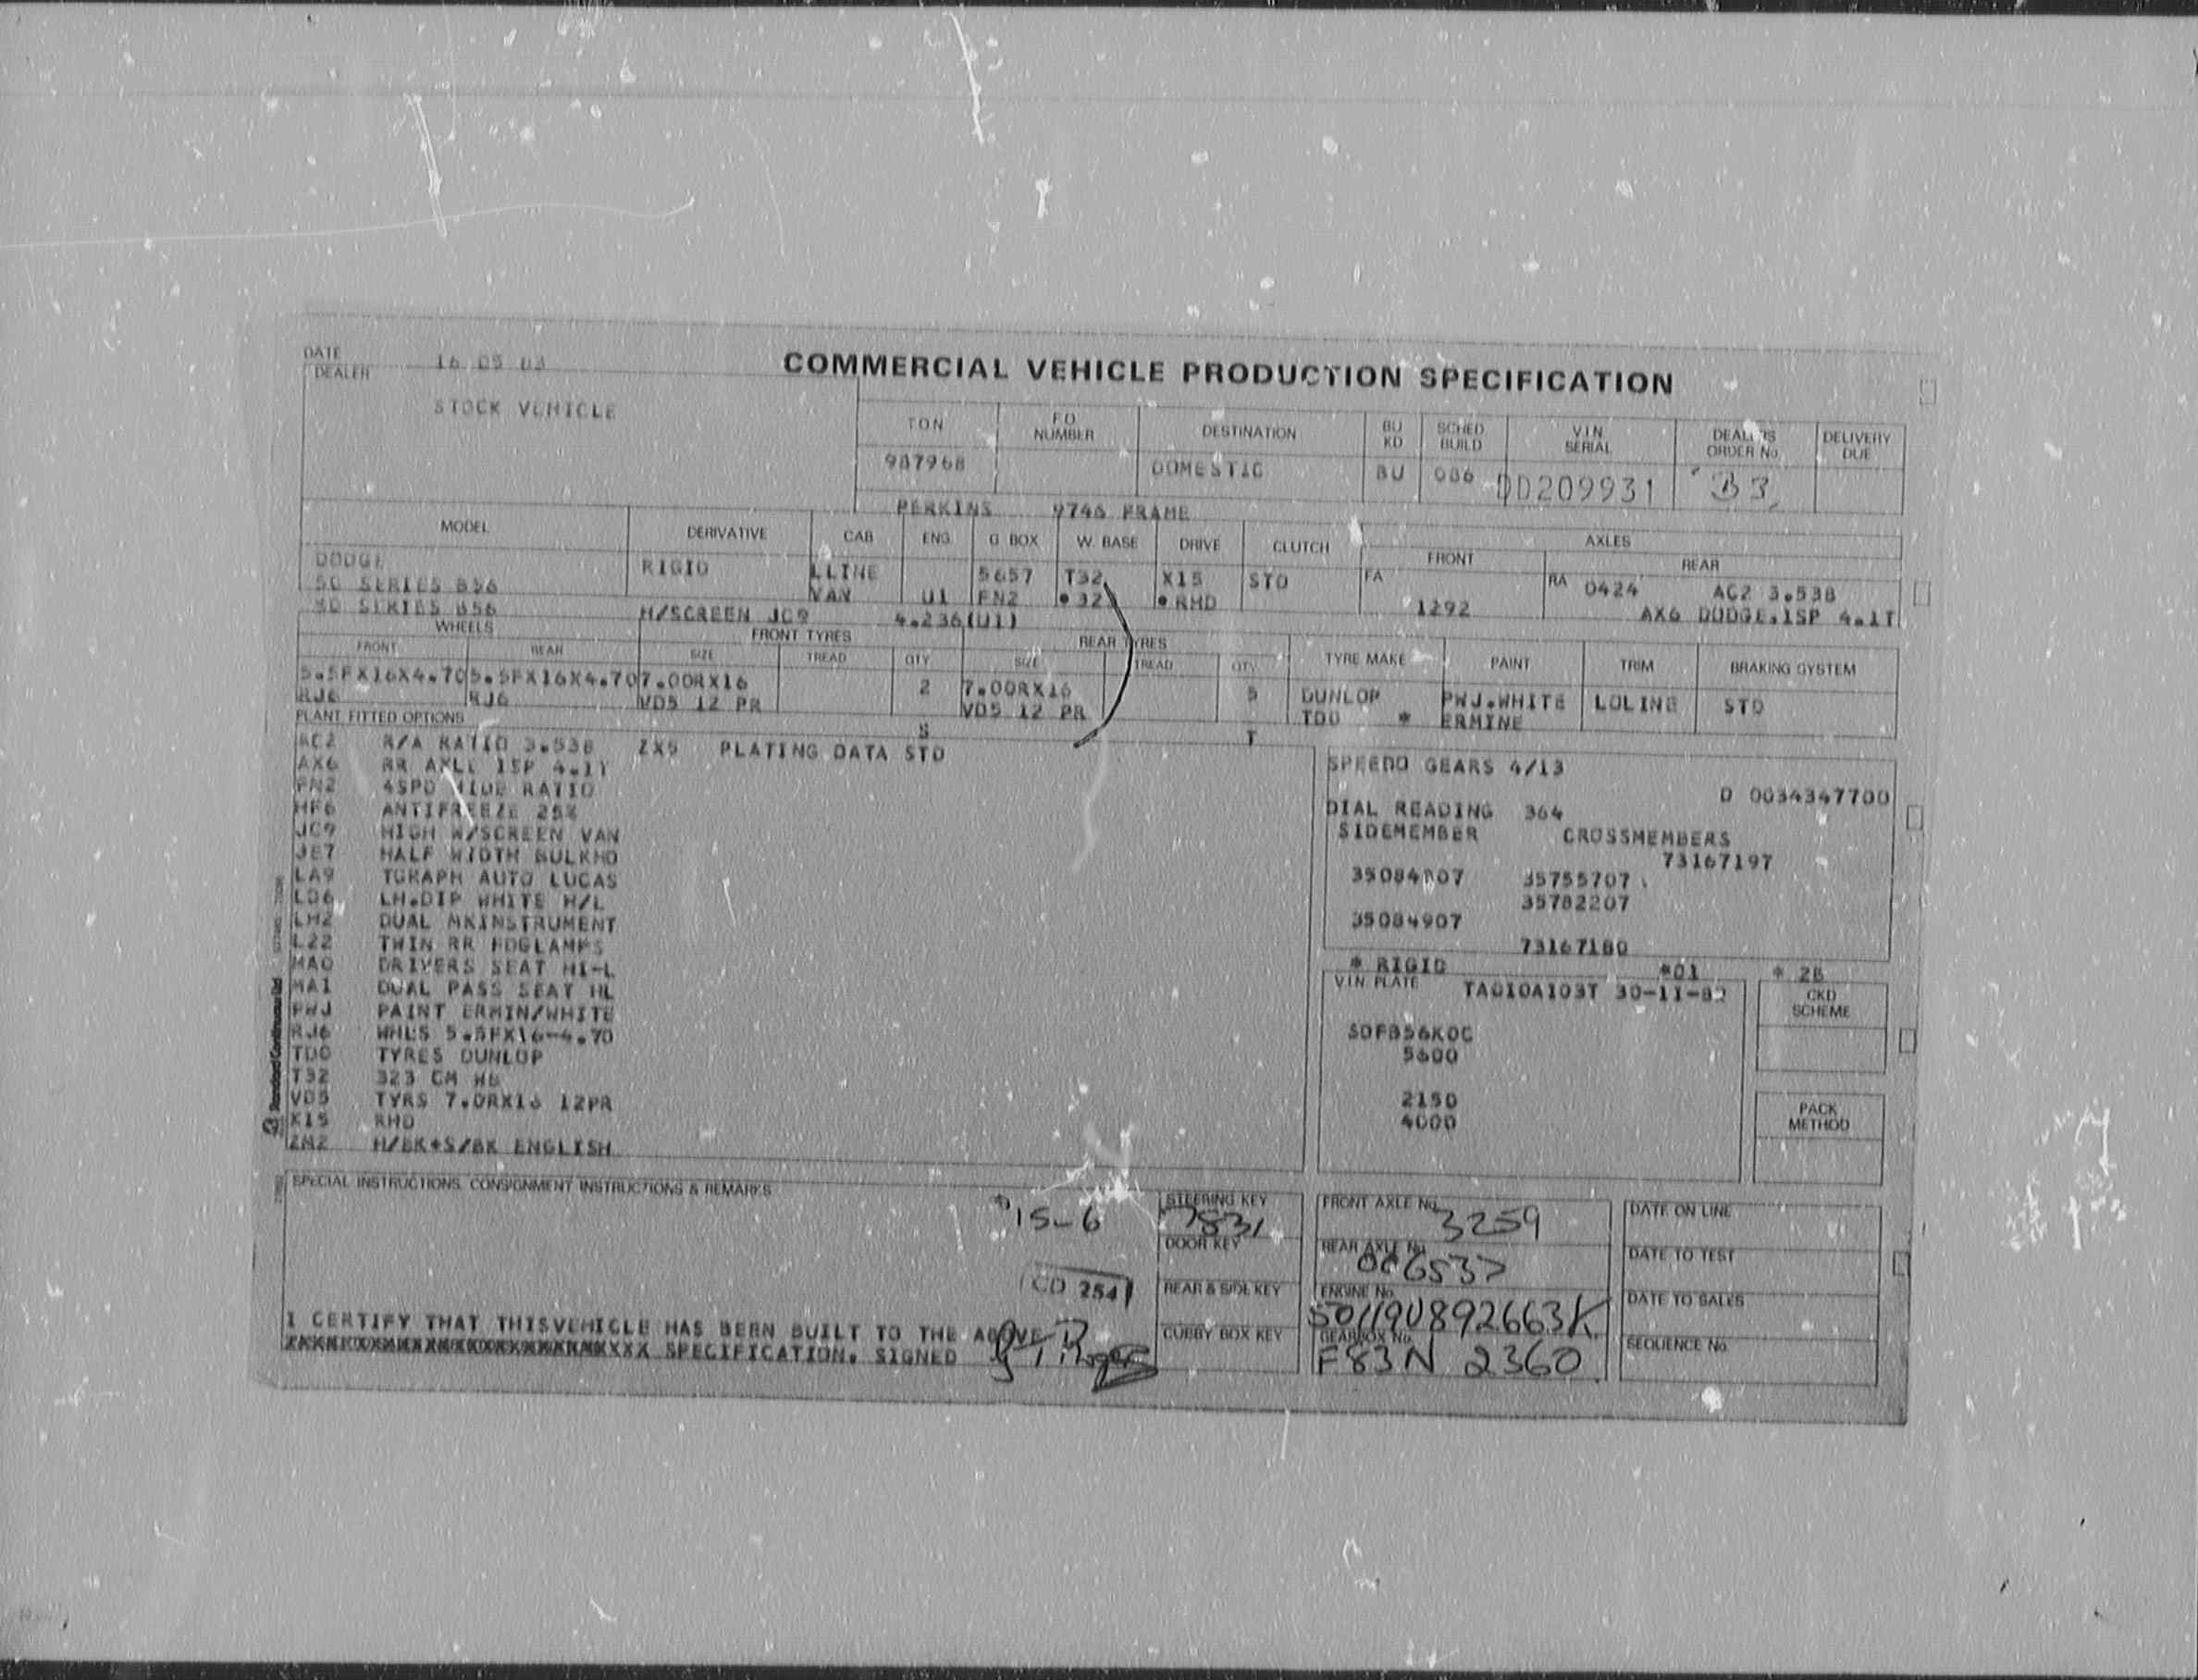 COMMERCIAL VEHICLE PRODUCTION SPECIFICATION
DATE 16 05 83
DEALER
STOCK VEHICLE
TON F.O. NUMBER DESTINATION BU KD SCHED BUILD V.I.N. SERIAL DEALERS ORDER No. DELIVERY DUE
987968 DOMESTIC BU 086 DD209931 B3
PERKINS 9746 FRAME
MODEL DERIVATIVE CAB ENG. G BOX W. BASE DRIVE CLUTCH AXLES
FRONT REAR
DODGE RIGID LLINE 5657 T32 X15 STD FA RA 0424 AC2 3.538
50 SERIES B56 VAN U1 FN2 *32 *RHD 1292 AX6 DODGE.1SP 4.1T
50 SERIES B56 H/SCREEN JC9 4.236(U1)
WHEELS FRONT TYRES REAR TYRES TYRE MAKE PAINT TRIM BRAKING SYSTEM
FRONT REAR SIZE TREAD QTY SIZE TREAD QTY
5.5FX16X4.70 5.5FX16X4.70 7.00RX16 2 7.00RX16 5 DUNLOP PWJ.WHITE LOLINE STD
RJ6 RJ6 VD5 12 PR VD5 12 PR TD0 * ERMINE
PLANT FITTED OPTIONS S T
AC2 R/A RATIO 3.538 ZX5 PLATING DATA STD
AX6 RR AXLE 1SP 4.1T
FN2 4SPD WIDE RATIO
HF6 ANTIFREEZE 25%
JC9 HIGH W/SCREEN VAN
JE7 HALF WIDTH BULKHD
LA9 TGRAPH AUTO LUCAS
LD6 LH.DIP WHITE H/L
LH2 DUAL MKINSTRUMENT
L22 TWIN RR FOGLAMPS
MA0 DRIVERS SEAT HI-L
MA1 DUAL PASS SEAT HL
PWJ PAINT ERMIN/WHITE
RJ6 WHLS 5.5FX16-4.70
TD0 TYRES DUNLOP
T32 323 CM WB
VD5 TYRS 7.0RX16 12PR
X15 RHD
ZM2 H/BK+S/BK ENGLISH
SPEEDO GEARS 4/13
D 0034347700
DIAL READING 364
SIDEMEMBER CROSSMEMBERS
73167197
35084807 35755707
35782207
35084907
73167180
* RIGID *01 * 28
VIN PLATE TA010A103T 30-11-82
50FB56K0C
5600
2150
4000
CKD SCHEME
PACK METHOD
Standard Continuous Ltd
SPECIAL INSTRUCTIONS, CONSIGNMENT INSTRUCTIONS & REMARKS
15-6
CD 254
I CERTIFY THAT THISVEHICLE HAS BEEN BUILT TO THE ABOVE
SPECIFICATION. SIGNED
STEERING KEY
7831
DOOR KEY
REAR & SIDE KEY
CUBBY BOX KEY
FRONT AXLE No. 3259
REAR AXLE No.
ENGINE No.
GEARBOX No.
F83N 2360
DATE ON LINE
DATE TO TEST
DATE TO SALES
SEQUENCE No.